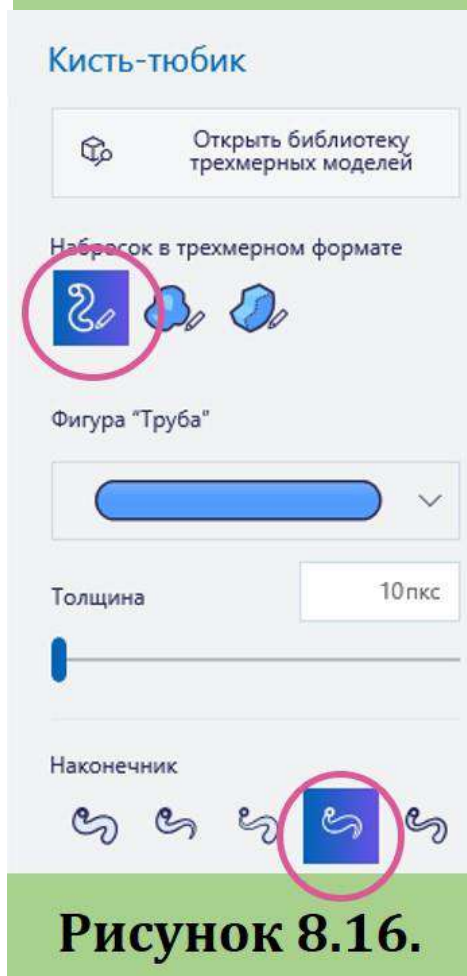 Кисть-тюбик
Открыть библиотеку
трехмерных моделей
Набросок в трехмерном формате
Фигура "Труба"
Толщина
10пкс
Наконечник
Рисунок 8.16.